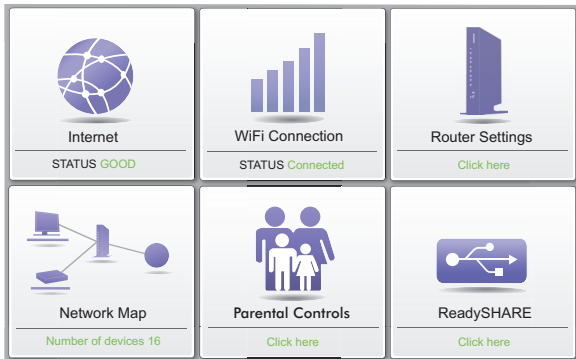 Internet
STATUS GOOD
WiFi Connection
STATUS Connected
Router Settings
Click here
Network Map
Number of devices 16
Parental Controls
Click here
ReadySHARE
Click here